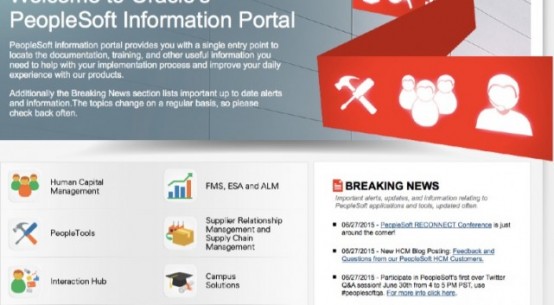 Welcome to Oracle's
PeopleSoft Information Portal
PeopleSoft information portal provides you with a single entry point to
locate the documentation, training, and other useful information you
need to help with your implementation process and improve your daily
experience with our products.
Additionally the Breaking News section lists important up to date alerts
and information.The topics change on a regular basis, so please
check back often.
Human Capital
Management
FMS, ESA and ALM
PeopleTools
Supplier Relationship
Management and
Supply Chain
Management
Interaction Hub
Campus
Solutions
BREAKING NEWS
Important alerts, updates, and information relating to
PeopleSoft applications and tools, updated often.
06/27/2015 - PeopleSoft RECONNECT Conference is just
around the corner!
06/27/2015 - New HCM Blog Posting: Feedback and
Questions from our PeopleSoft HCM Customers.
06/27/2015 - Participate in PeopleSoft's first over Twitter
Q&A session! June 30th from 4 to 5 PM PST, use
#peoplesoftqa. For more info click here.